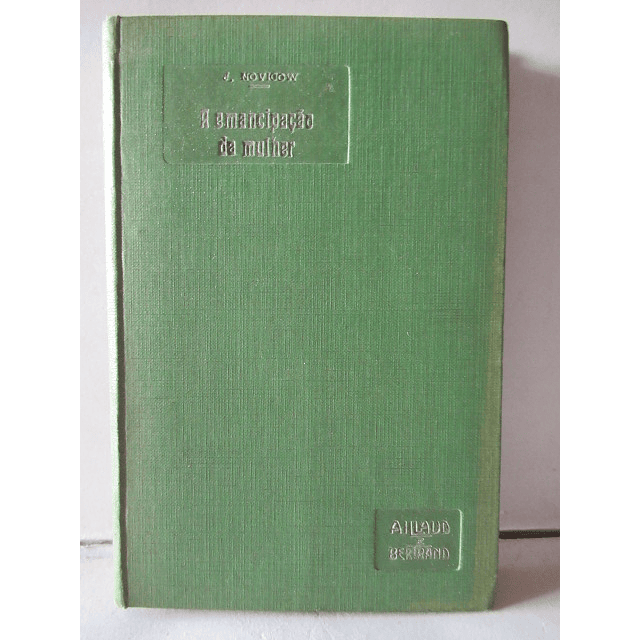 J. NOVICOW
A emancipação
da mulher
AILLAUD
E
BERTRAND